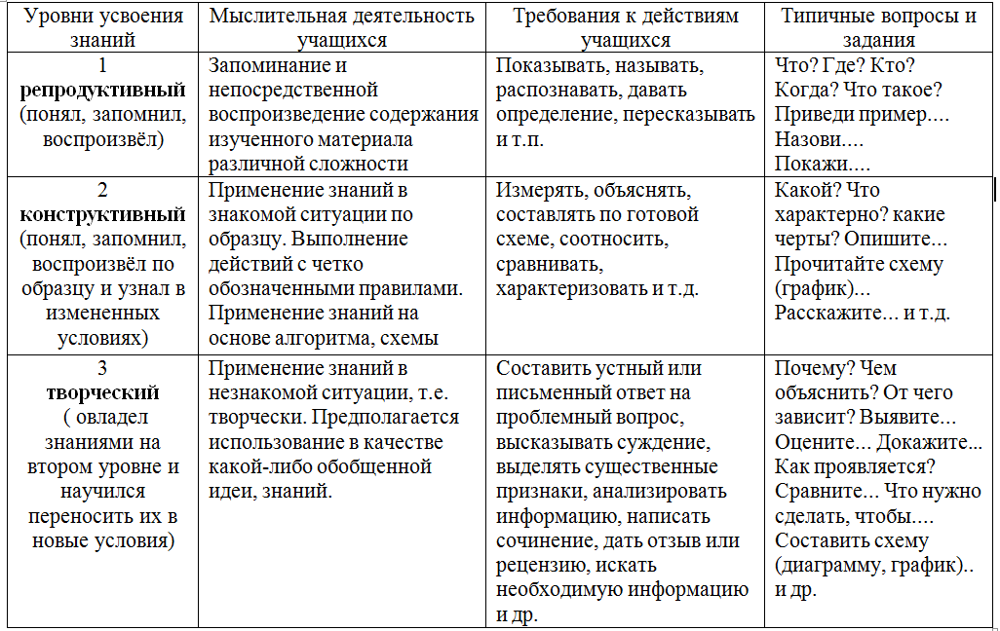 Уровни усвоения
знаний
Мыслительная деятельность
учащихся
Требования к действиям
учащихся
Типичные вопросы и
задания
1
репродуктивный
(понял, запомнил,
воспроизвёл)
Запоминание и
непосредственной
воспроизведение содержания
изученного материала
различной сложности
Показывать, называть,
распознавать, давать
определение, пересказывать
и т.п.
Что? Где? Кто?
Когда? Что такое?
Приведи пример….
Назови….
Покажи….
2
конструктивный
(понял, запомнил,
воспроизвёл по
образцу и узнал в
измененных
условиях)
Применение знаний в
знакомой ситуации по
образцу. Выполнение
действий с четко
обозначенными правилами.
Применение знаний на
основе алгоритма, схемы
Измерять, объяснять,
составлять по готовой
схеме, соотносить,
сравнивать,
характеризовать и т.д.
Какой? Что
характерно? какие
черты? Опишите…
Прочитайте схему
(график)…
Расскажите… и т.д.
3
творческий
( овладел
знаниями на
втором уровне и
научился
переносить их в
новые условия)
Применение знаний в
незнакомой ситуации, т.е.
творчески. Предполагается
использование в качестве
какой-либо обобщенной
идеи, знаний.
Составить устный или
письменный ответ на
проблемный вопрос,
высказывать суждение,
выделять существенные
признаки, анализировать
информацию, написать
сочинение, дать отзыв или
рецензию, искать
необходимую информацию
и др.
Почему? Чем
объяснить? От чего
зависит? Выявите…
Оцените… Докажите...
Как проявляется?
Сравните… Что нужно
сделать, чтобы….
Составить схему
(диаграмму, график)..
и др.